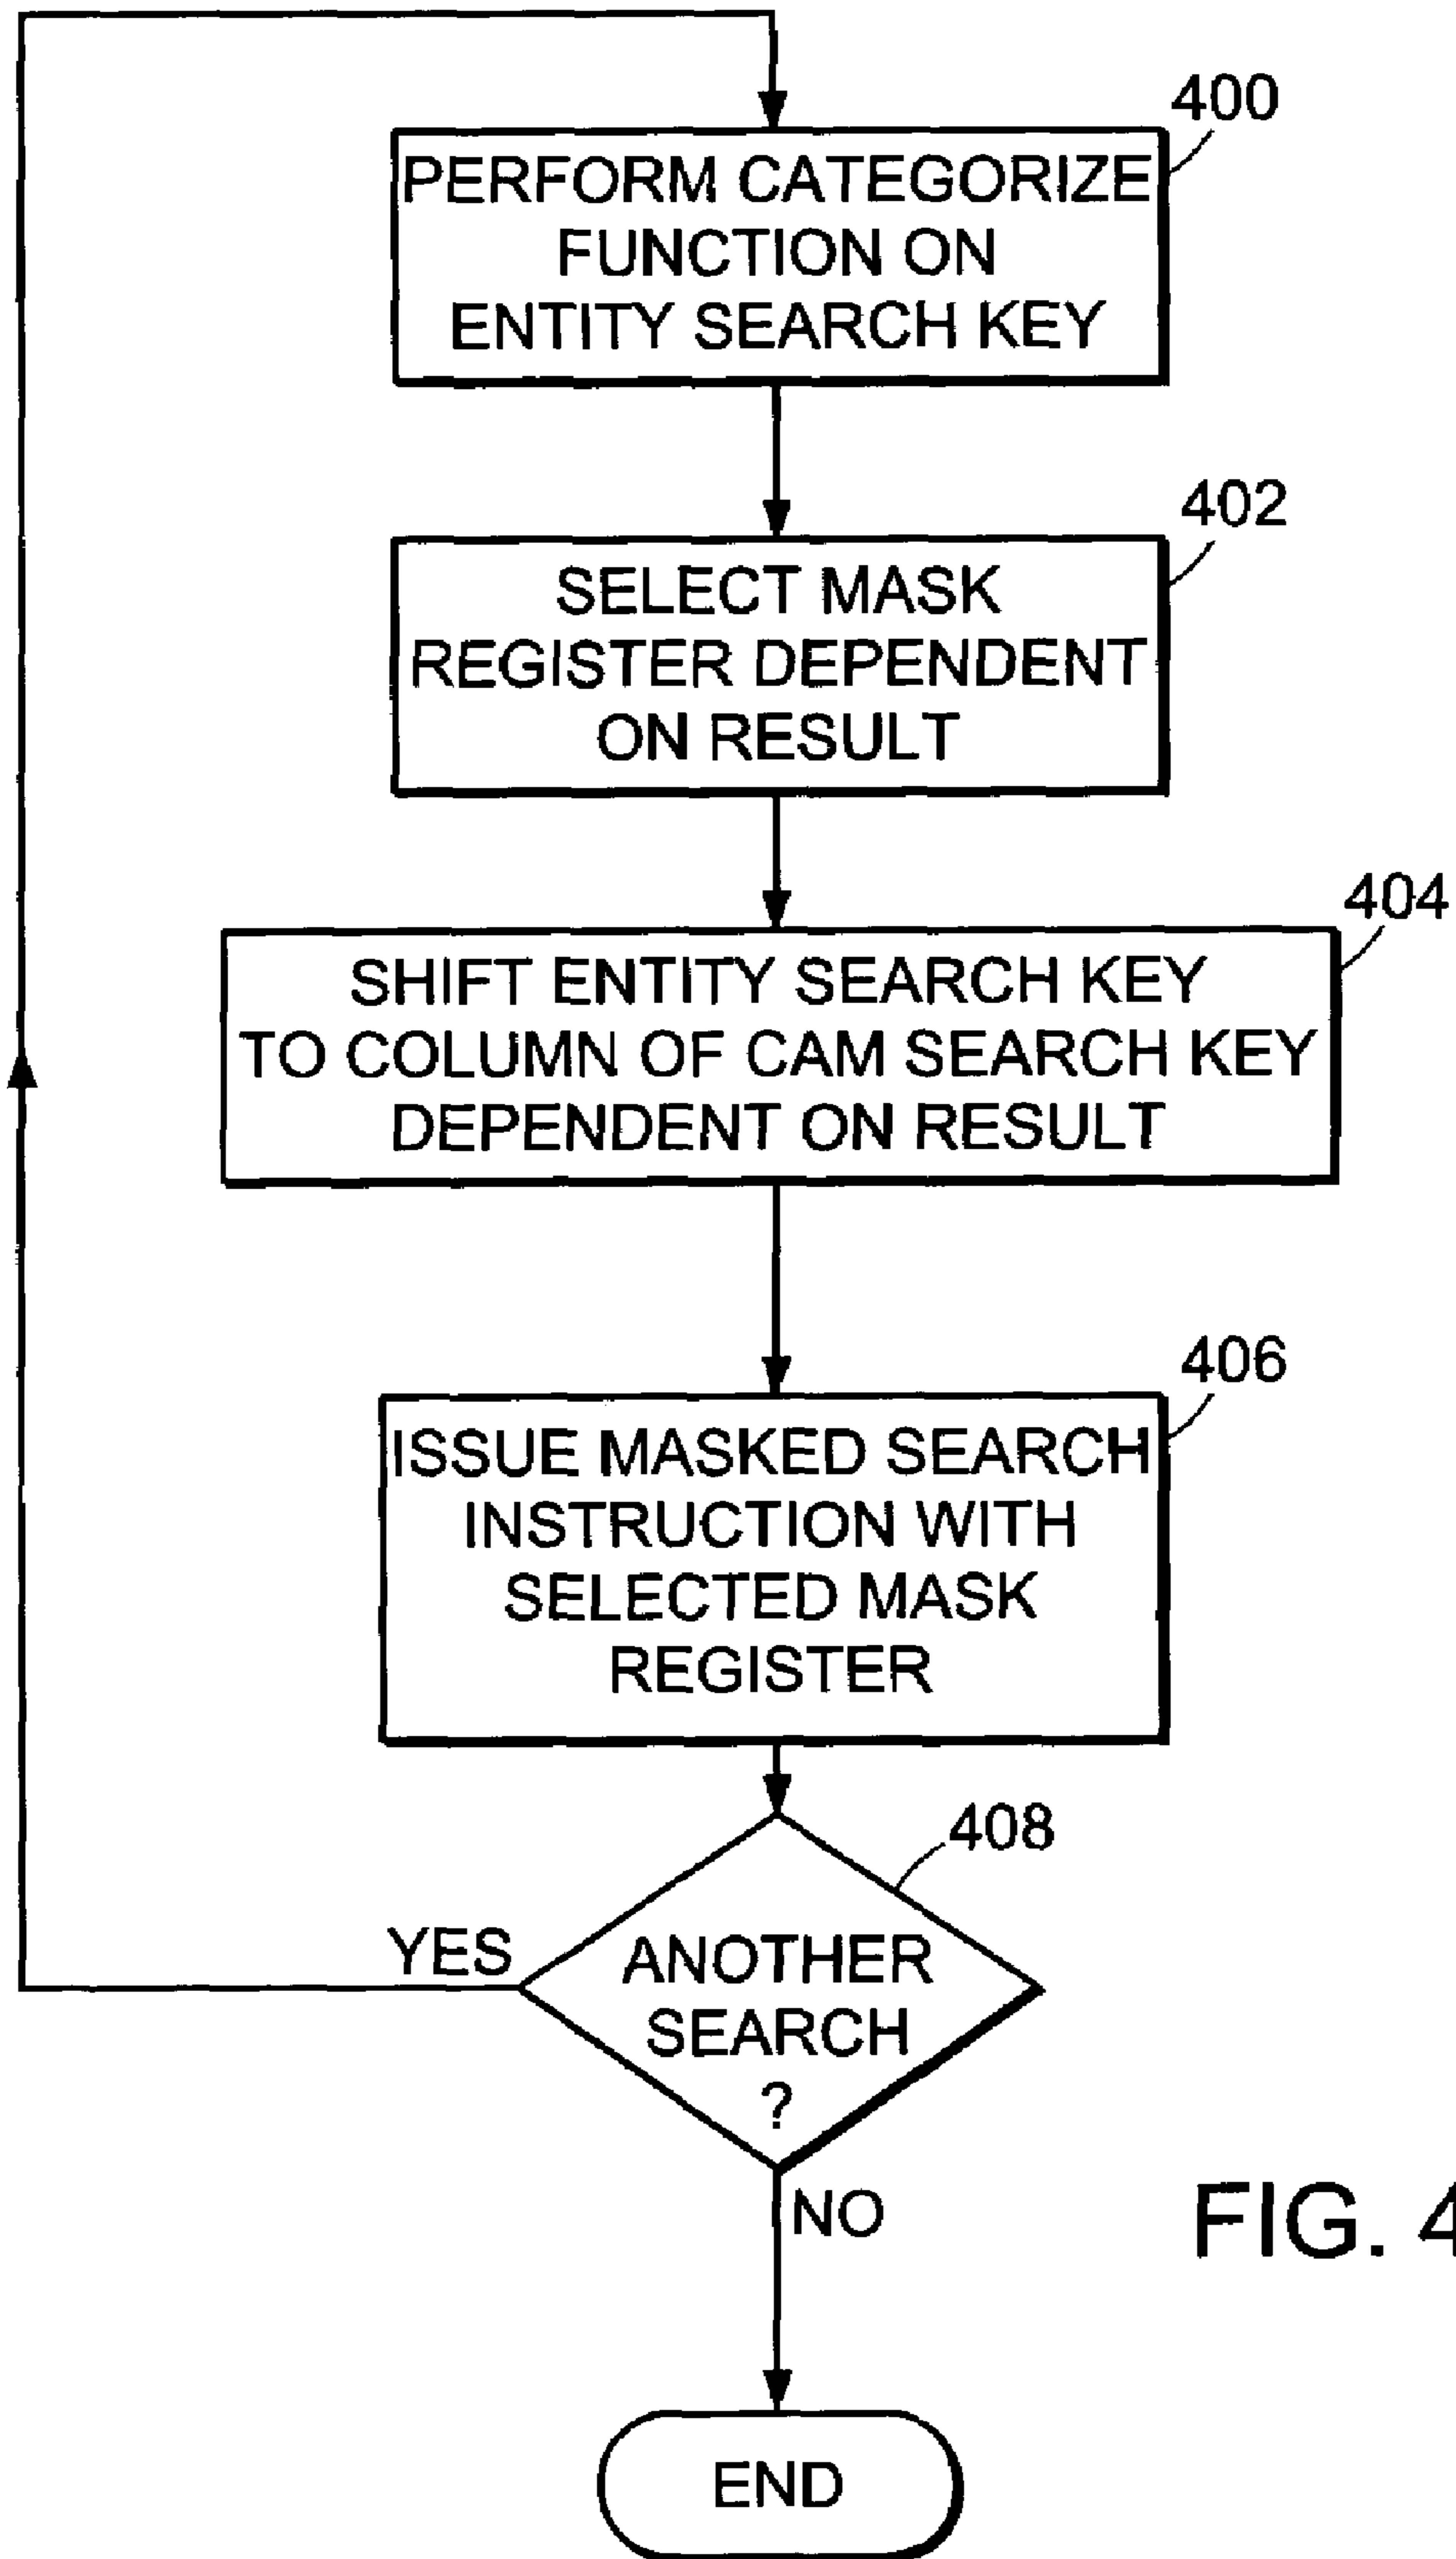 400
PERFORM CATEGORIZE
FUNCTION ON
ENTITY SEARCH KEY
402
SELECT MASK
REGISTER DEPENDENT
ON RESULT
404
SHIFT ENTITY SEARCH KEY
TO COLUMN OF CAM SEARCH KEY
DEPENDENT ON RESULT
406
ISSUE MASKED SEARCH
INSTRUCTION WITH
SELECTED MASK
REGISTER
408
YES
ANOTHER
SEARCH
?
NO
FIG. 4
END